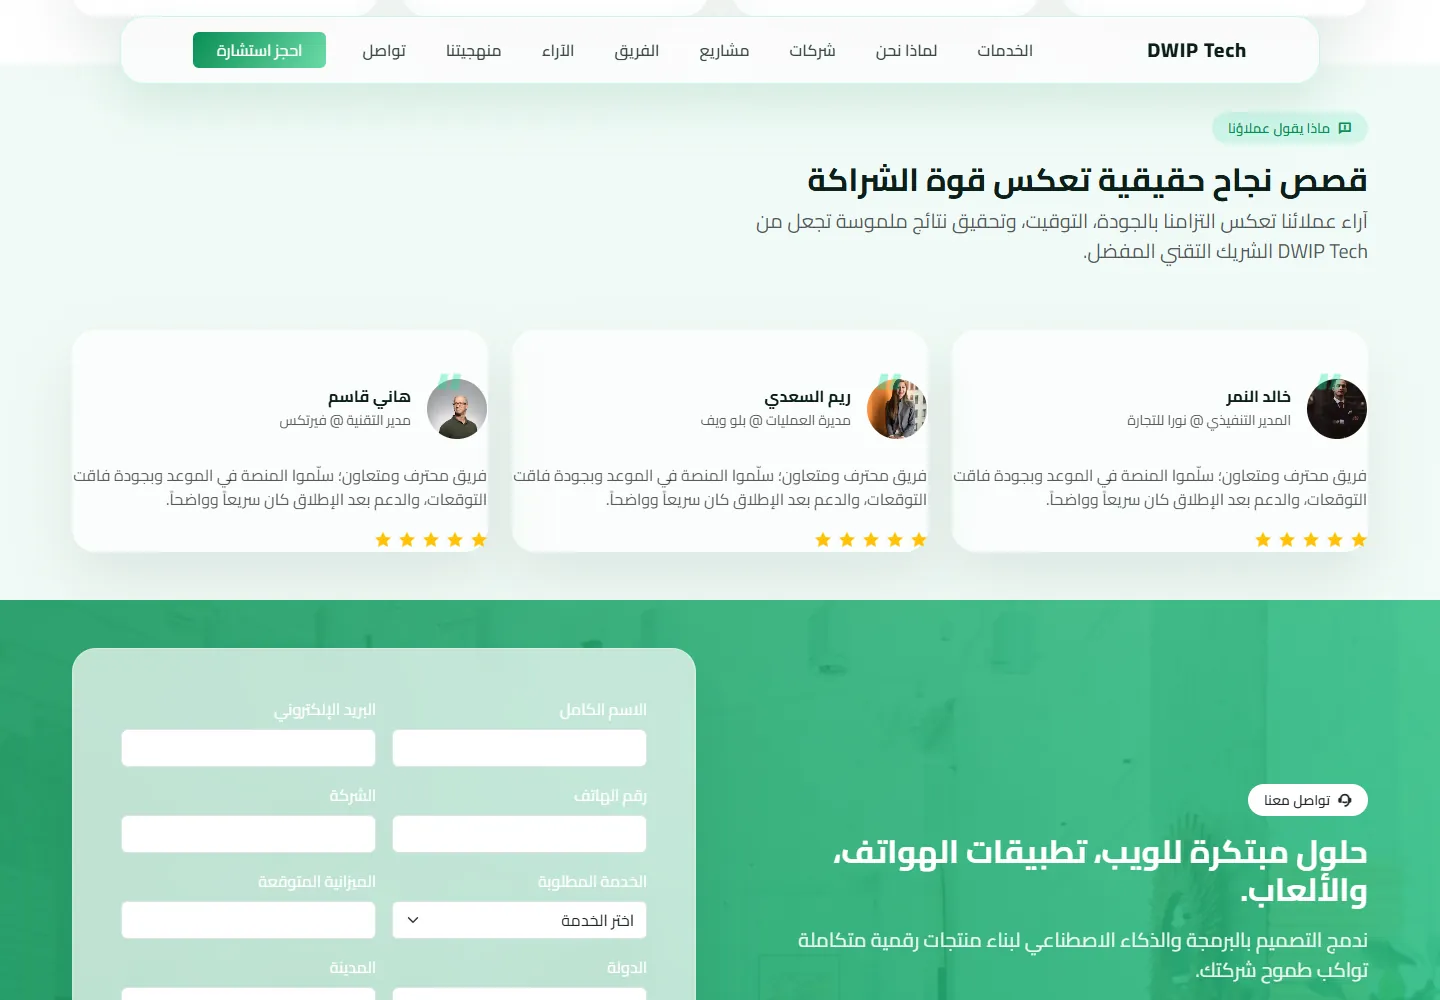 DWIP Tech
الخدمات
لماذا نحن
شركات
مشاريع
الفريق
الآراء
منهجيتنا
تواصل
احجز استشارة
ماذا يقول عملاؤنا
قصص نجاح حقيقية تعكس قوة الشراكة
آراء عملائنا تعكس التزامنا بالجودة، التوقيت، وتحقيق نتائج ملموسة تجعل من
DWIP Tech الشريك التقني المفضل.
خالد النمر
المدير التنفيذي @ نورا للتجارة
فريق محترف ومتعاون؛ سلّموا المنصة في الموعد وبجودة فاقت
التوقعات، والدعم بعد الإطلاق كان سريعاً وواضحاً.
ريم السعدي
مديرة العمليات @ بلو ويف
فريق محترف ومتعاون؛ سلّموا المنصة في الموعد وبجودة فاقت
التوقعات، والدعم بعد الإطلاق كان سريعاً وواضحاً.
هاني قاسم
مدير التقنية @ فيرتكس
فريق محترف ومتعاون؛ سلّموا المنصة في الموعد وبجودة فاقت
التوقعات، والدعم بعد الإطلاق كان سريعاً وواضحاً.
تواصل معنا
حلول مبتكرة للويب، تطبيقات الهواتف،
والألعاب.
ندمج التصميم بالبرمجة والذكاء الاصطناعي لبناء منتجات رقمية متكاملة
تواكب طموح شركتك.
الاسم الكامل
البريد الإلكتروني
رقم الهاتف
الشركة
الخدمة المطلوبة
الميزانية المتوقعة
اختر الخدمة
الدولة
المدينة